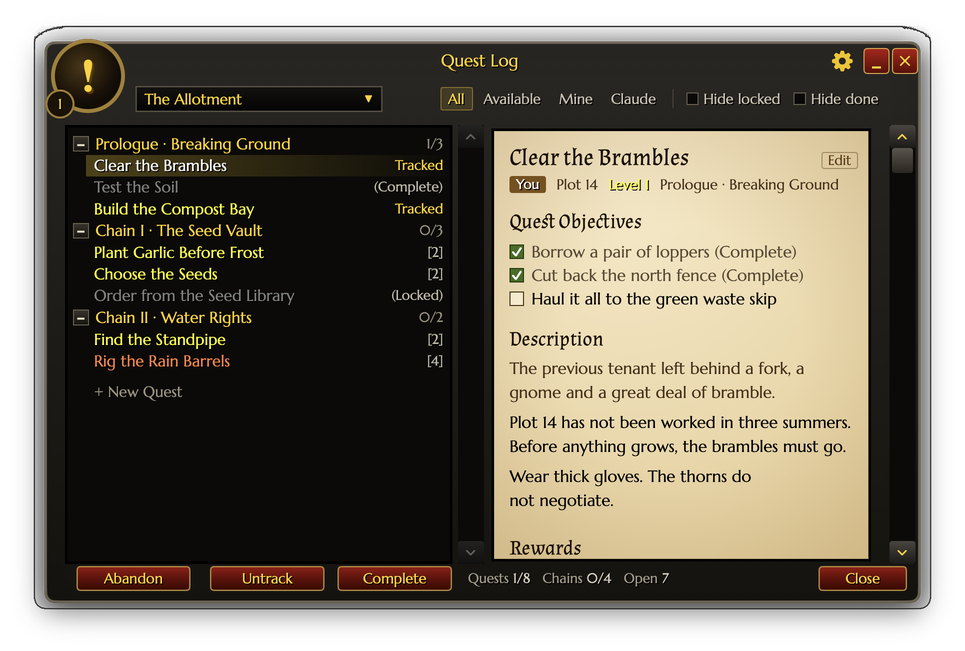 Quest Log
!
1
The Allotment
All Available Mine Claude Hide locked Hide done
Prologue · Breaking Ground 1/3
Clear the Brambles Tracked
Test the Soil (Complete)
Build the Compost Bay Tracked
Chain I · The Seed Vault 0/3
Plant Garlic Before Frost [2]
Choose the Seeds [2]
Order from the Seed Library (Locked)
Chain II · Water Rights 0/2
Find the Standpipe [2]
Rig the Rain Barrels [4]
+ New Quest
Clear the Brambles
Edit
You Plot 14 Level 1 Prologue · Breaking Ground
Quest Objectives
Borrow a pair of loppers (Complete)
Cut back the north fence (Complete)
Haul it all to the green waste skip
Description
The previous tenant left behind a fork, a
gnome and a great deal of bramble.
Plot 14 has not been worked in three summers.
Before anything grows, the brambles must go.
Wear thick gloves. The thorns do
not negotiate.
Rewards
Abandon Untrack Complete Quests 1/8 Chains 0/4 Open 7 Close